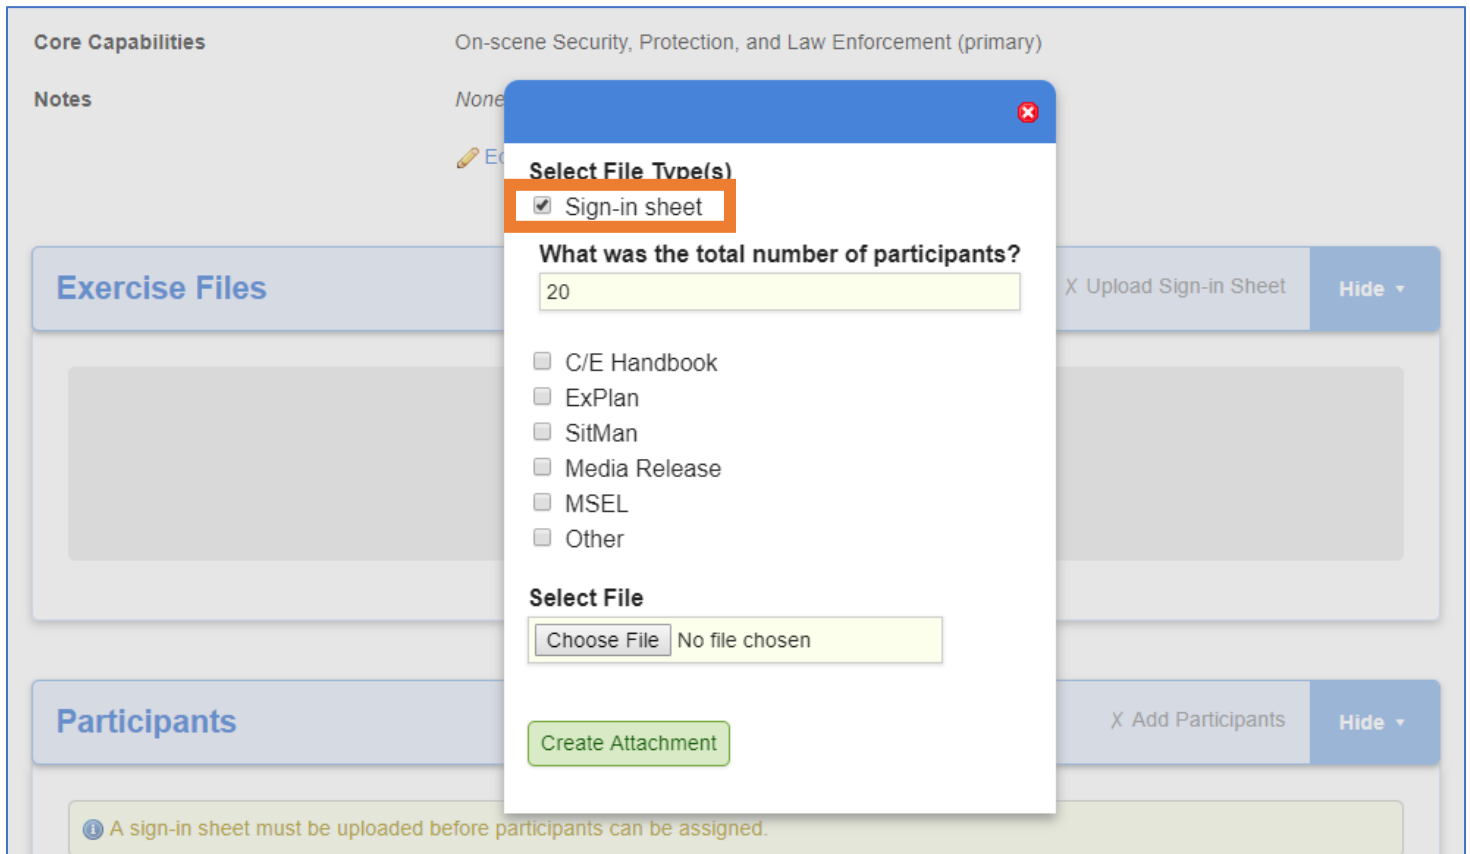 Core Capabilities
On-scene Security, Protection, and Law Enforcement (primary)
Notes
None
Select File Type(s)
Sign-in sheet
What was the total number of participants?
20
Exercise Files
X Upload Sign-in Sheet
Hide
C/E Handbook
ExPlan
SitMan
Media Release
MSEL
Other
Select File
Choose File No file chosen
Participants
X Add Participants
Hide
Create Attachment
A sign-in sheet must be uploaded before participants can be assigned.